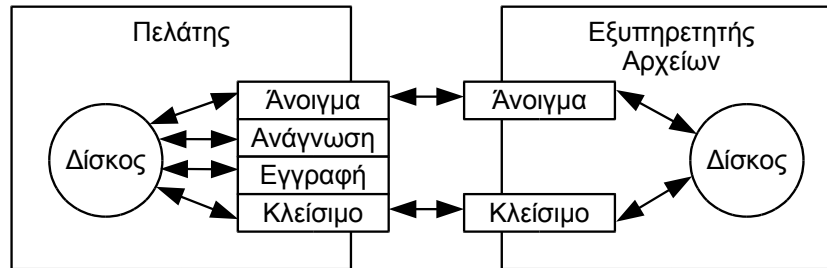 Πελάτης
Εξυπηρετητής
Αρχείων
Άνοιγμα
Άνοιγμα
Ανάγνωση
Δίσκος
Δίσκος
Εγγραφή
Κλείσιμο
Κλείσιμο